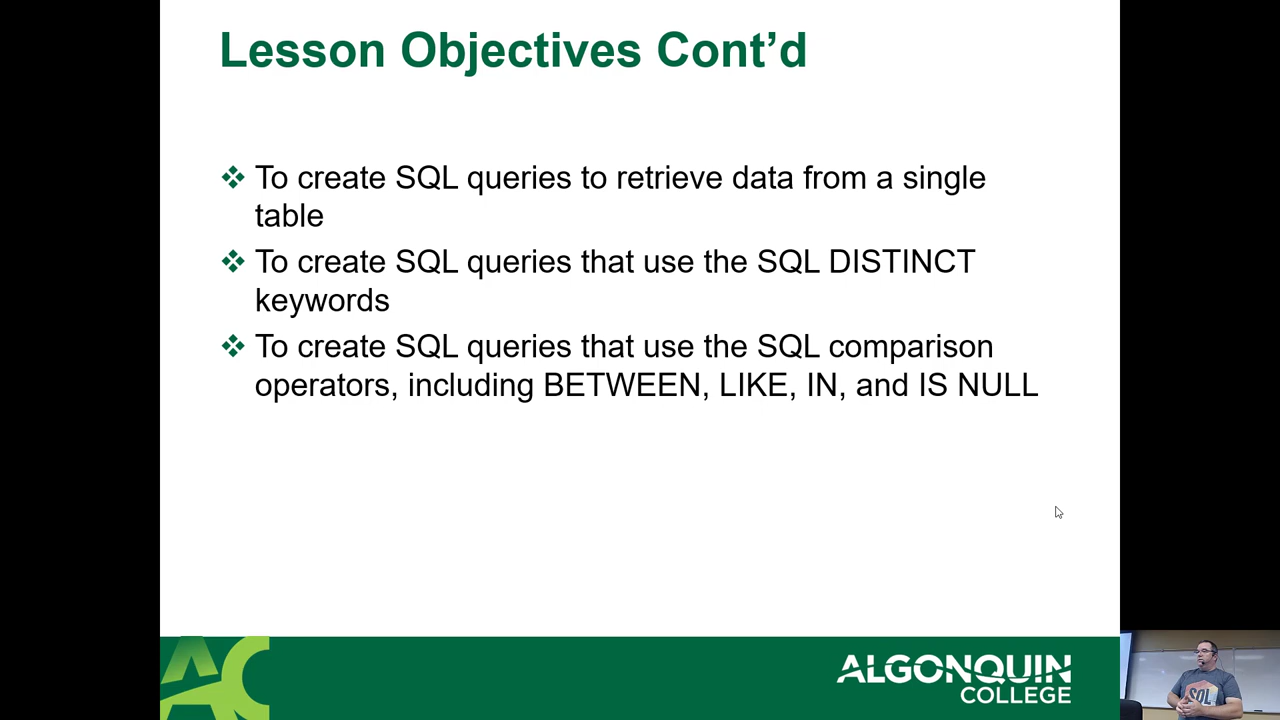 Lesson Objectives Cont’d
❖ To create SQL queries to retrieve data from a single
table
❖ To create SQL queries that use the SQL DISTINCT
keywords
❖ To create SQL queries that use the SQL comparison
operators, including BETWEEN, LIKE, IN, and IS NULL
AC
ALGONQUIN
COLLEGE
SQL